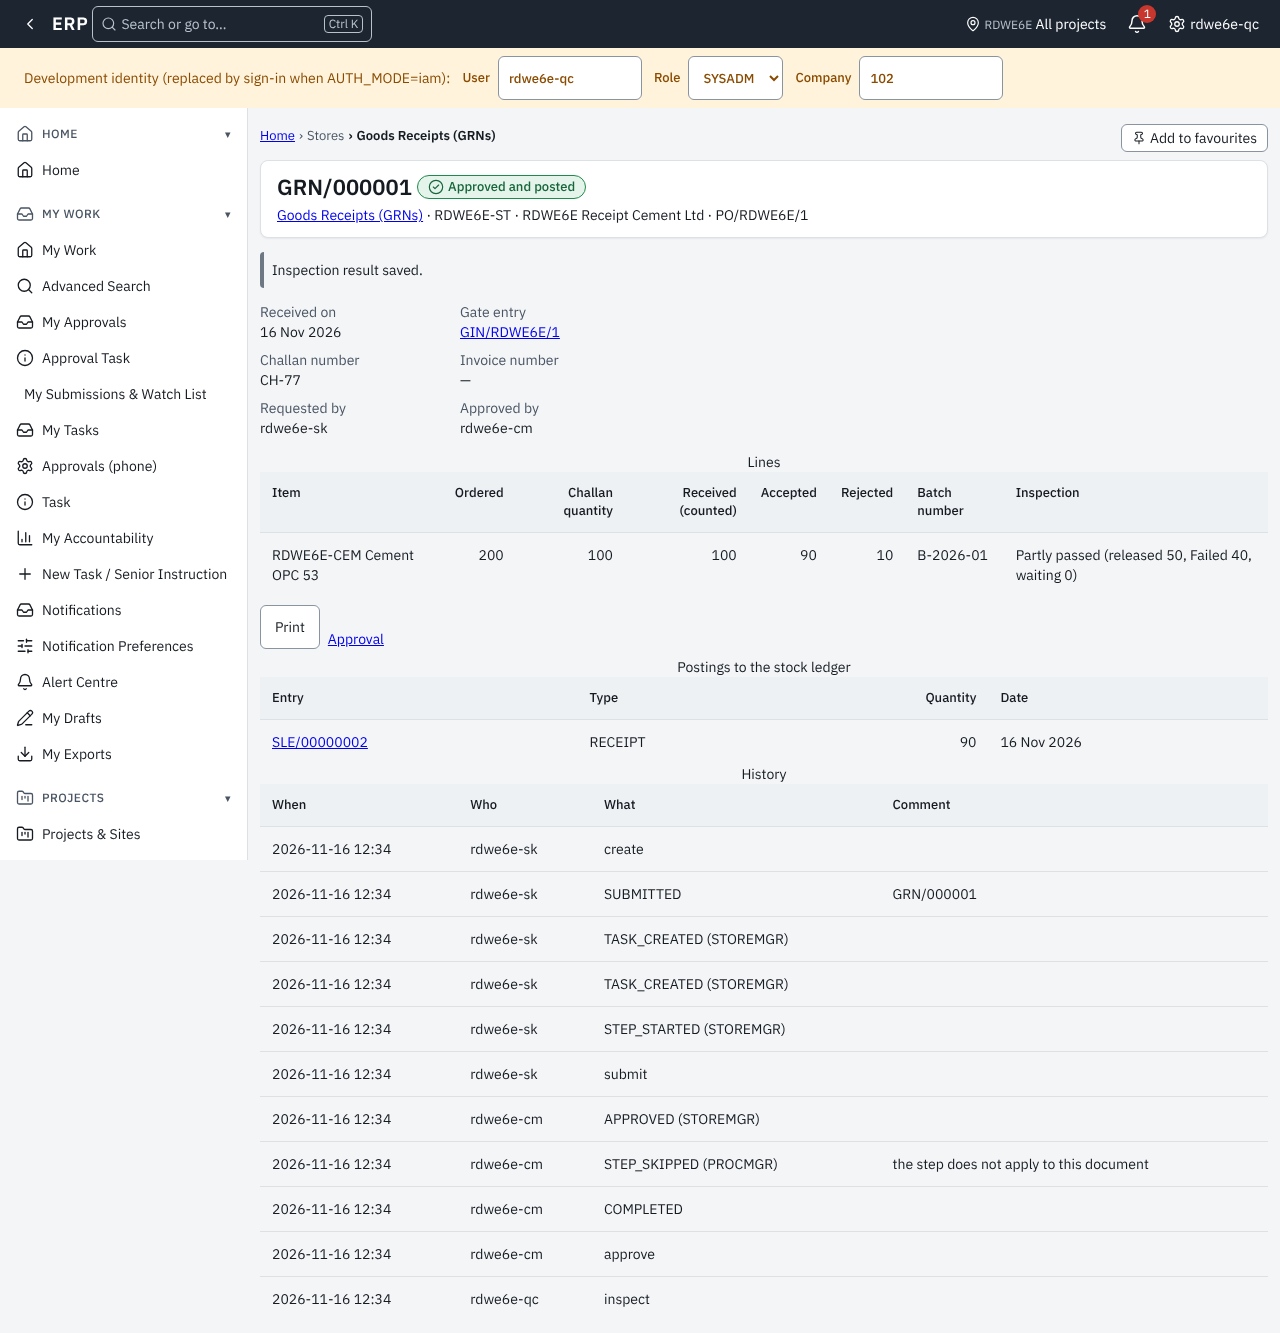 ERP
Search or go to...
Ctrl K
RDWE6E All projects
1
rdwe6e-qc
Development identity (replaced by sign-in when AUTH_MODE=iam):
User
rdwe6e-qc
Role
SYSADM
Company
102
HOME
Home
MY WORK
My Work
Advanced Search
My Approvals
Approval Task
My Submissions & Watch List
My Tasks
Approvals (phone)
Task
My Accountability
New Task / Senior Instruction
Notifications
Notification Preferences
Alert Centre
My Drafts
My Exports
PROJECTS
Projects & Sites
Home › Stores › Goods Receipts (GRNs)
Add to favourites
GRN/000001
Approved and posted
Goods Receipts (GRNs) · RDWE6E-ST · RDWE6E Receipt Cement Ltd · PO/RDWE6E/1
Inspection result saved.
Received on
16 Nov 2026
Gate entry
GIN/RDWE6E/1
Challan number
CH-77
Invoice number
—
Requested by
rdwe6e-sk
Approved by
rdwe6e-cm
Lines
Item
Ordered
Challan quantity
Received (counted)
Accepted
Rejected
Batch number
Inspection
RDWE6E-CEM Cement OPC 53
200
100
100
90
10
B-2026-01
Partly passed (released 50, Failed 40, waiting 0)
Print
Approval
Postings to the stock ledger
Entry Type Quantity Date
SLE/00000002 RECEIPT 90 16 Nov 2026
History
When Who What Comment
2026-11-16 12:34 rdwe6e-sk create
2026-11-16 12:34 rdwe6e-sk SUBMITTED GRN/000001
2026-11-16 12:34 rdwe6e-sk TASK_CREATED (STOREMGR)
2026-11-16 12:34 rdwe6e-sk TASK_CREATED (STOREMGR)
2026-11-16 12:34 rdwe6e-sk STEP_STARTED (STOREMGR)
2026-11-16 12:34 rdwe6e-sk submit
2026-11-16 12:34 rdwe6e-cm APPROVED (STOREMGR)
2026-11-16 12:34 rdwe6e-cm STEP_SKIPPED (PROCMGR) the step does not apply to this document
2026-11-16 12:34 rdwe6e-cm COMPLETED
2026-11-16 12:34 rdwe6e-cm approve
2026-11-16 12:34 rdwe6e-qc inspect